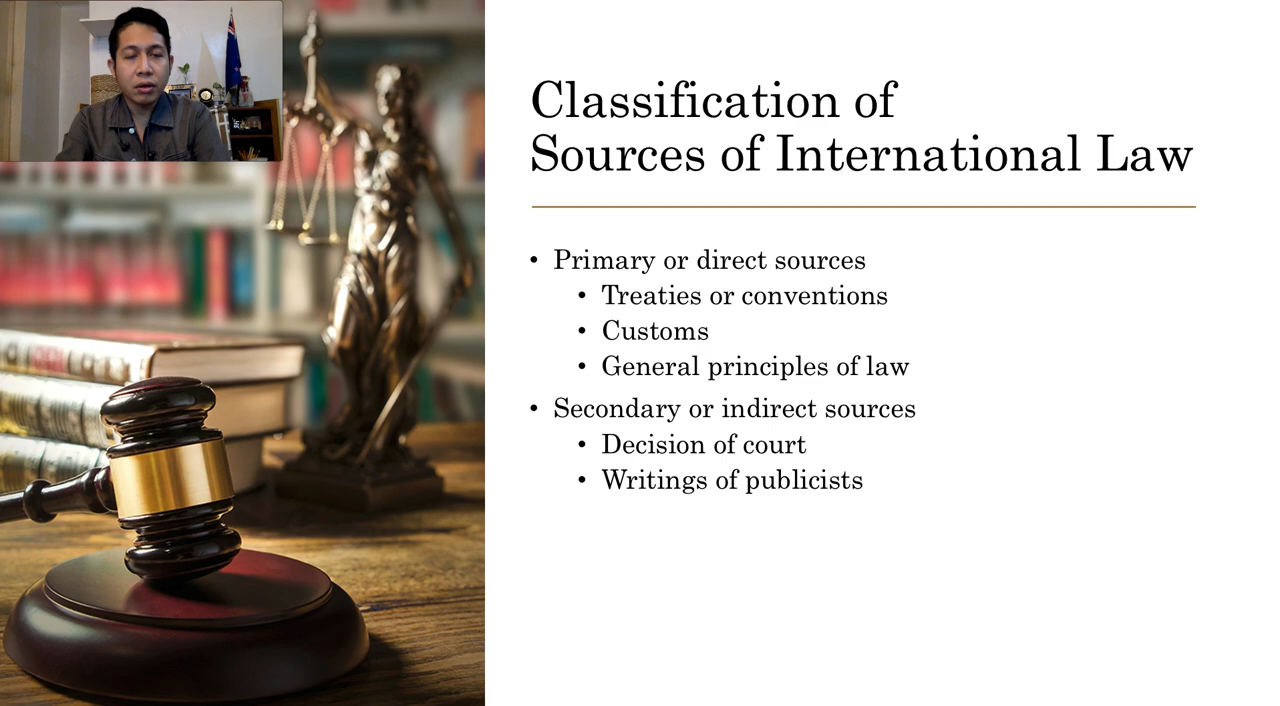 Classification of
Sources of International Law
• Primary or direct sources
• Treaties or conventions
• Customs
• General principles of law
• Secondary or indirect sources
• Decision of court
• Writings of publicists